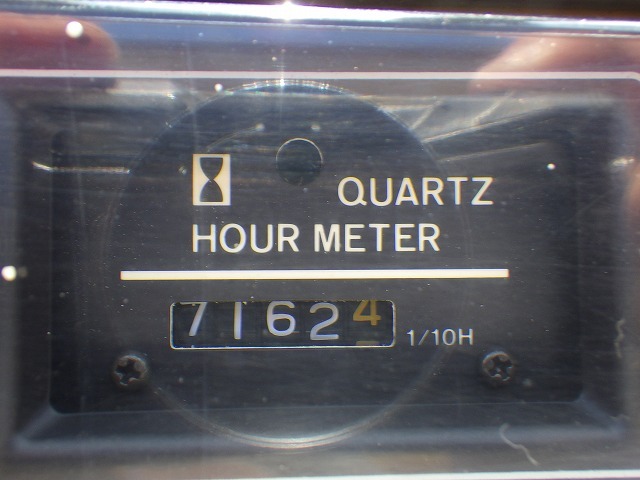 QUARTZ
HOUR METER
71624
1/10H